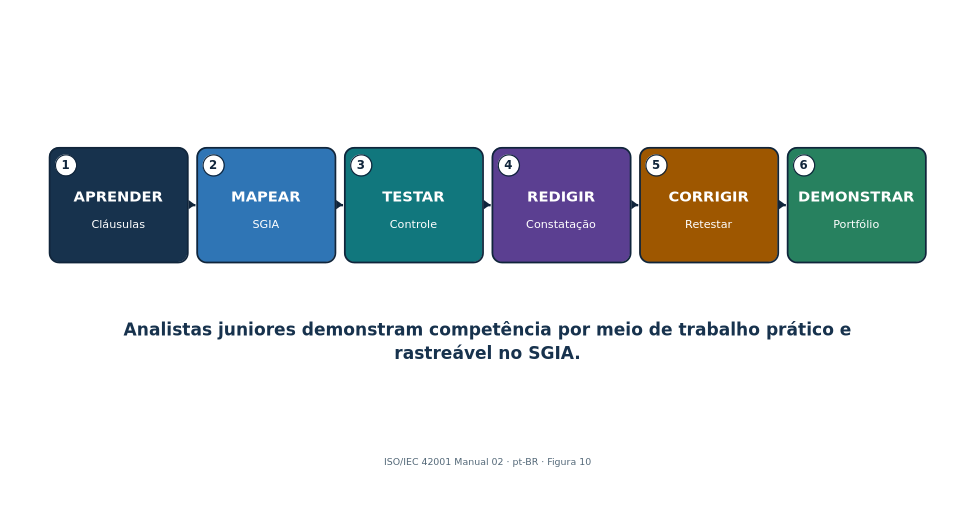 1
APRENDER
Cláusulas
2
MAPEAR
SGIA
3
TESTAR
Controle
4
REDIGIR
Constatação
5
CORRIGIR
Retestar
6
DEMONSTRAR
Portfólio
Analistas juniores demonstram competência por meio de trabalho prático e
rastreável no SGIA.
ISO/IEC 42001 Manual 02 · pt-BR · Figura 10